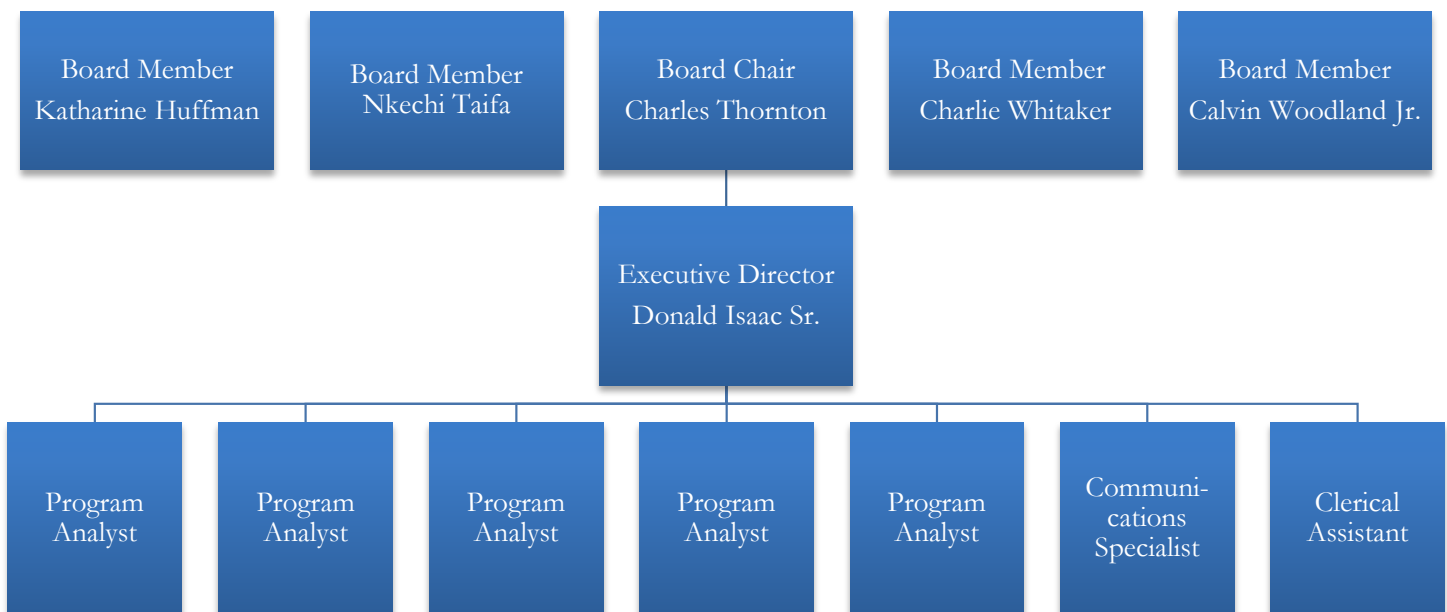 Board Member
Katharine Huffman
Board Member
Nkechi Taifa
Board Chair
Charles Thornton
Board Member
Charlie Whitaker
Board Member
Calvin Woodland Jr.
Executive Director
Donald Isaac Sr.
Program
Analyst
Program
Analyst
Program
Analyst
Program
Analyst
Program
Analyst
Communi-
cations
Specialist
Clerical
Assistant